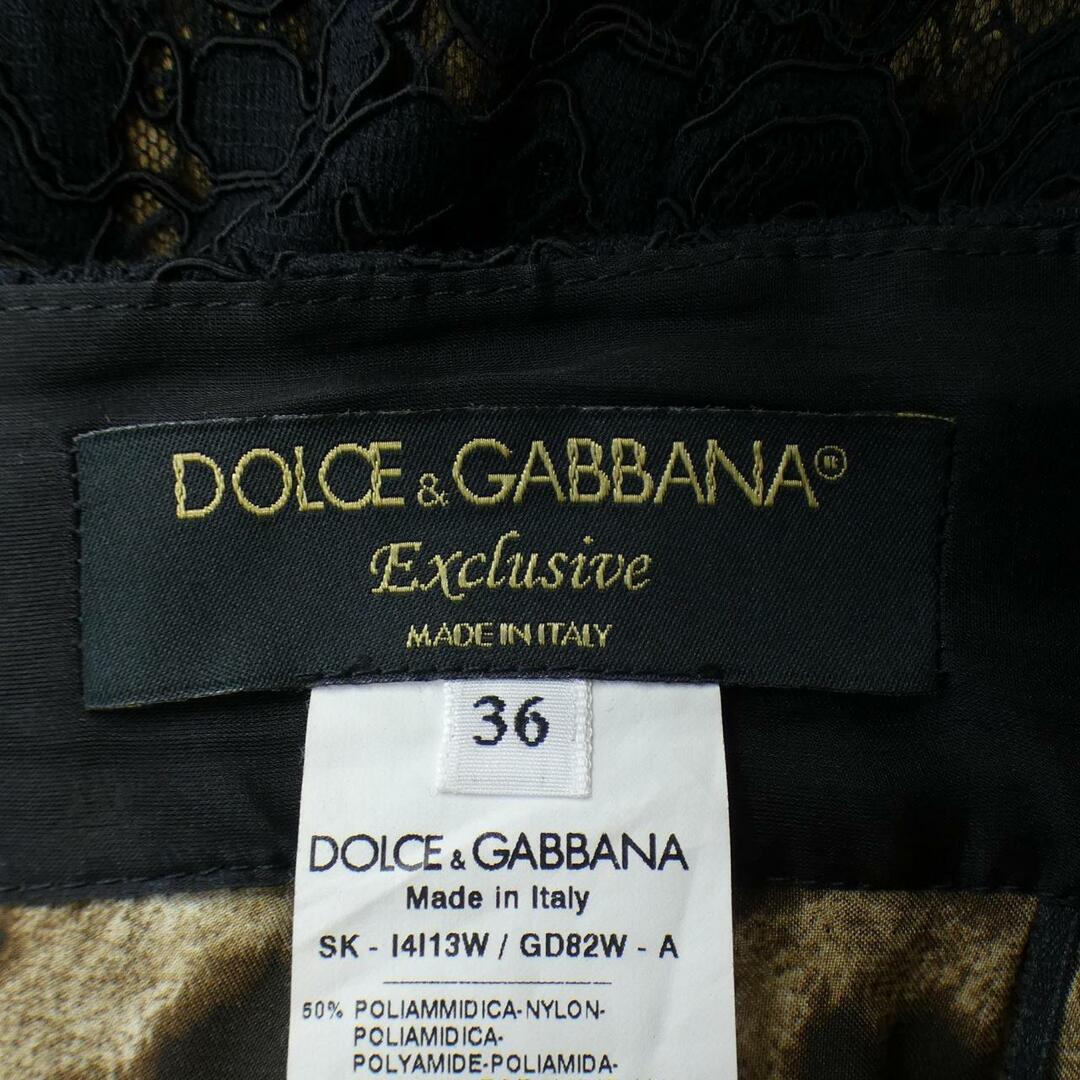 DOLCE & GABBANA®
Exclusive
MADE IN ITALY
36
DOLCE & GABBANA
Made in Italy
SK - I4I13W / GD82W - A
50% POLIAMMIDICA-NYLON-
POLIAMIDICA-
POLYAMIDE-POLIAMIDA-